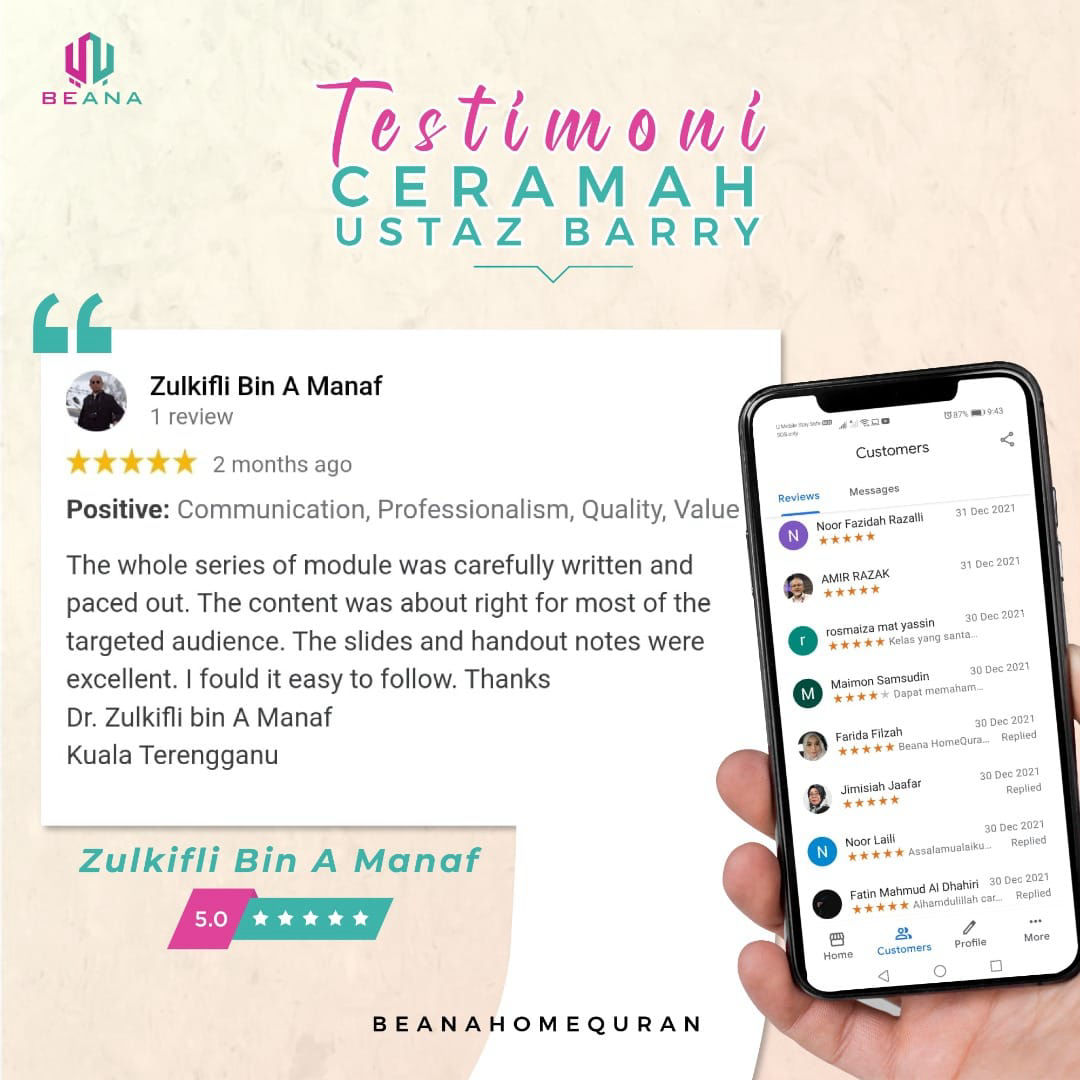 BEANA
Testimoni
CERAMAH
USTAZ BARRY
Zulkifli Bin A Manaf
1 review
2 months ago
Positive: Communication, Professionalism, Quality, Value
The whole series of module was carefully written and
paced out. The content was about right for most of the
targeted audience. The slides and handout notes were
excellent. I fould it easy to follow. Thanks
Dr. Zulkifli bin A Manaf
Kuala Terengganu
Zulkifli Bin A Manaf
5.0
87% 9:43
Customers
Reviews Messages
N Noor Fazidah Razalli 31 Dec 2021
AMIR RAZAK 31 Dec 2021
r rosmaiza mat yassin 30 Dec 2021
Kelas yang santa...
M Maimon Samsudin 30 Dec 2021
Dapat memaham...
Farida Filzah 30 Dec 2021
Beana HomeQura... Replied
Jimisiah Jaafar 30 Dec 2021
Replied
N Noor Laili 30 Dec 2021
Assalamualaiku... Replied
Fatin Mahmud Al Dhahiri 30 Dec 2021
Alhamdulillah car... Replied
Home Customers Profile More
BEANAHOMEQURAN